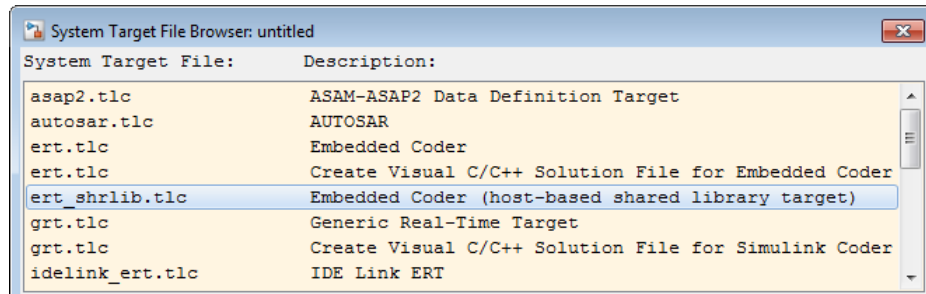 System Target File Browser: untitled
System Target File: Description:
asap2.tlc ASAM-ASAP2 Data Definition Target
autosar.tlc AUTOSAR
ert.tlc Embedded Coder
ert.tlc Create Visual C/C++ Solution File for Embedded Coder
ert_shrlib.tlc Embedded Coder (host-based shared library target)
grt.tlc Generic Real-Time Target
grt.tlc Create Visual C/C++ Solution File for Simulink Coder
idelink_ert.tlc IDE Link ERT